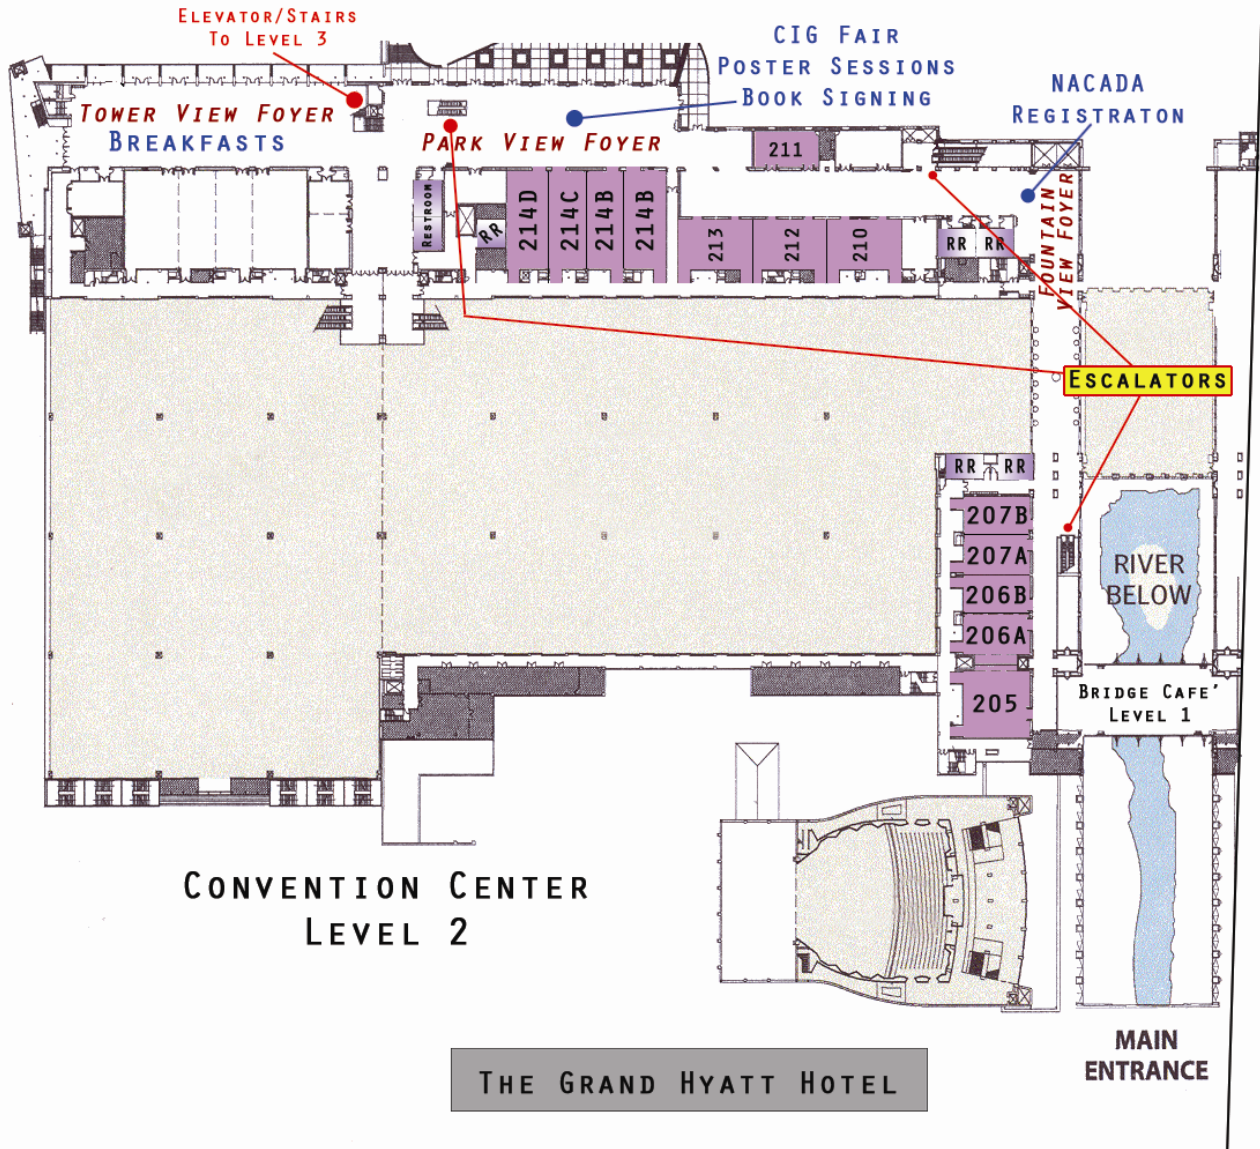 Elevator/Stairs
To Level 3
CIG Fair
Poster Sessions
Book Signing
NACADA
Registraton
Tower View Foyer
Breakfasts
Park View Foyer
211
Restroom
RR
214D
214C
214B
214B
213
212
210
RR
RR
Fountain
View Foyer
Escalators
RR
RR
207B
207A
206B
206A
205
RIVER
BELOW
Bridge Cafe'
Level 1
Convention Center
Level 2
MAIN
ENTRANCE
The Grand Hyatt Hotel